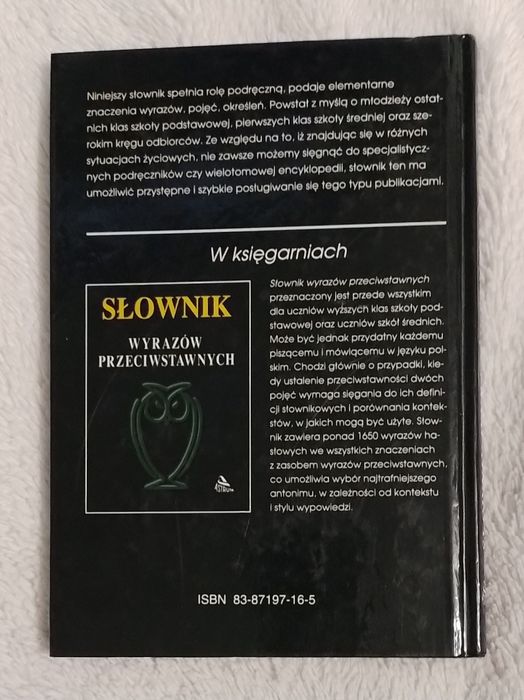 Niniejszy słownik spełnia rolę podręczną, podaje elementarne
znaczenia wyrazów, pojęć, określeń. Powstał z myślą o młodzieży ostat-
nich klas szkoły podstawowej, pierwszych klas szkoły średniej oraz sze-
rokim kręgu odbiorców. Ze względu na to, iż znajdując się w różnych
sytuacjach życiowych, nie zawsze możemy sięgnąć do specjalistycz-
nych podręczników czy wielotomowej encyklopedii, słownik ten ma
umożliwić przystępne i szybkie posługiwanie się tego typu publikacjami.
W księgarniach
SŁOWNIK
WYRAZÓW
PRZECIWSTAWNYCH
ASTRUM
Słownik wyrazów przeciwstawnych
przeznaczony jest przede wszystkim
dla uczniów wyższych klas szkoły pod-
stawowej oraz uczniów szkół średnich.
Może być jednak przydatny każdemu
piszącemu i mówiącemu w języku pol-
skim. Chodzi głównie o przypadki, kie-
dy ustalenie przeciwstawności dwóch
pojęć wymaga sięgania do ich defini-
cji słownikowych i porównania kontek-
stów, w jakich mogą być użyte. Słow-
nik zawiera ponad 1650 wyrazów ha-
słowych we wszystkich znaczeniach
z zasobem wyrazów przeciwstawnych,
co umożliwia wybór najtrafniejszego
antonimu, w zależności od kontekstu
i stylu wypowiedzi.
ISBN 83-87197-16-5